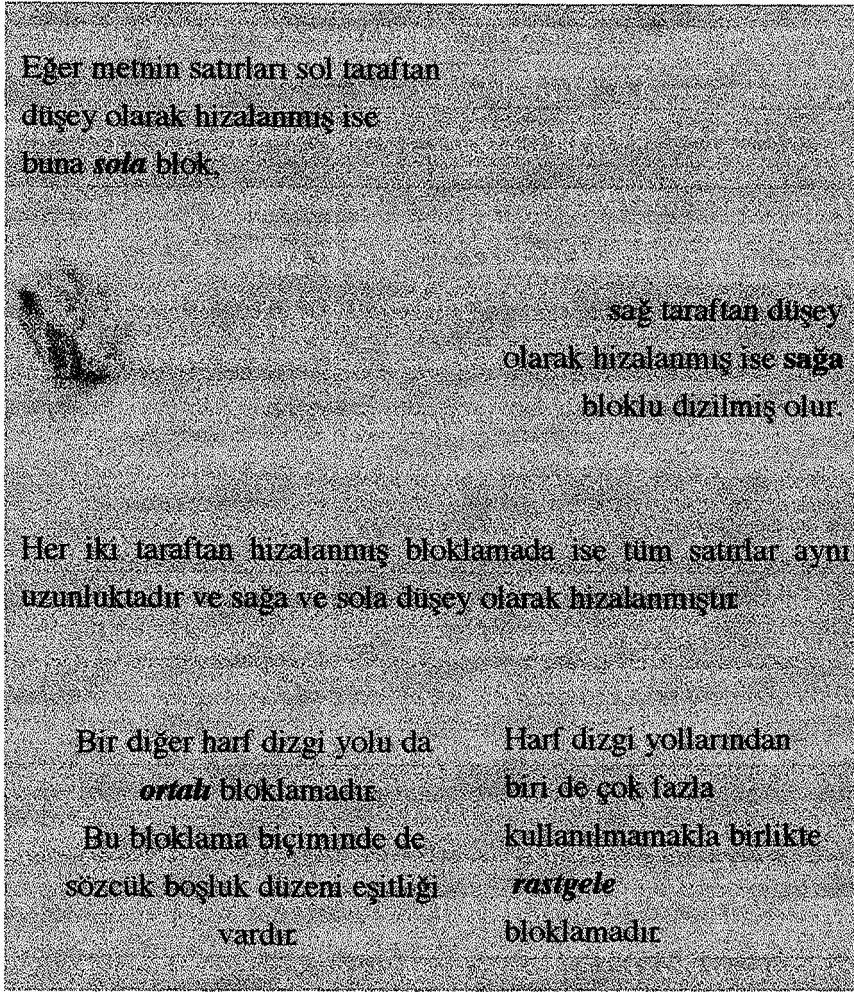 Eğer metnin satırları sol taraftan
düşey olarak hizalanmış ise
buna sola blok,
sağ taraftan düşey
olarak hizalanmış ise sağa
bloklu dizilmiş olur.
Her iki taraftan hizalanmış bloklamada ise tüm satırlar aynı
uzunluktadır ve sağa ve sola düşey olarak hizalanmıştır.
Bir diğer harf dizgi yolu da
ortalı bloklamadır.
Bu bloklama biçiminde de
sözcük boşluk düzeni eşitliği
vardır.
Harf dizgi yollarından
biri de çok fazla
kullanılmamakla birlikte
rastgele
bloklamadır.